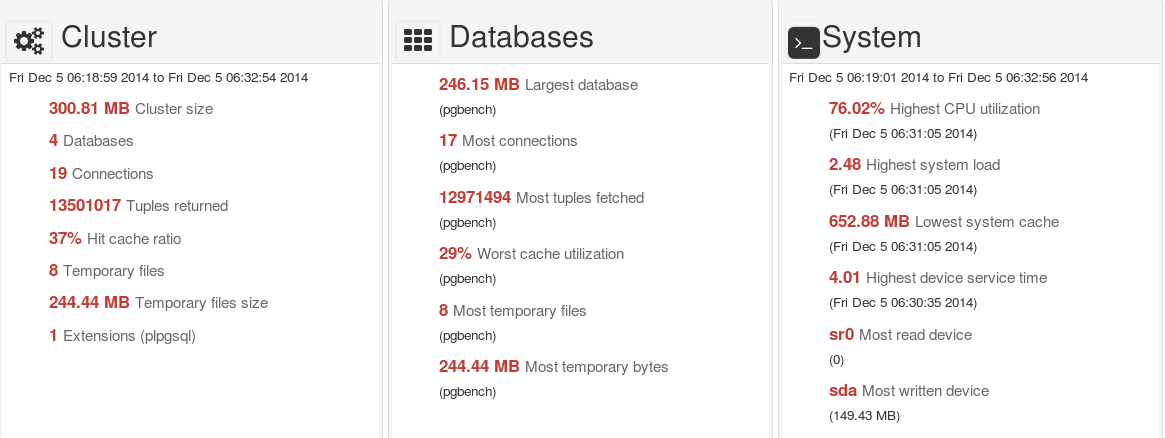 Cluster
Fri Dec 5 06:18:59 2014 to Fri Dec 5 06:32:54 2014
300.81 MB Cluster size
4 Databases
19 Connections
13501017 Tuples returned
37% Hit cache ratio
8 Temporary files
244.44 MB Temporary files size
1 Extensions (plpgsql)
Databases
246.15 MB Largest database
(pgbench)
17 Most connections
(pgbench)
12971494 Most tuples fetched
(pgbench)
29% Worst cache utilization
(pgbench)
8 Most temporary files
(pgbench)
244.44 MB Most temporary bytes
(pgbench)
System
Fri Dec 5 06:19:01 2014 to Fri Dec 5 06:32:56 2014
76.02% Highest CPU utilization
(Fri Dec 5 06:31:05 2014)
2.48 Highest system load
(Fri Dec 5 06:31:05 2014)
652.88 MB Lowest system cache
(Fri Dec 5 06:31:05 2014)
4.01 Highest device service time
(Fri Dec 5 06:30:35 2014)
sr0 Most read device
(0)
sda Most written device
(149.43 MB)